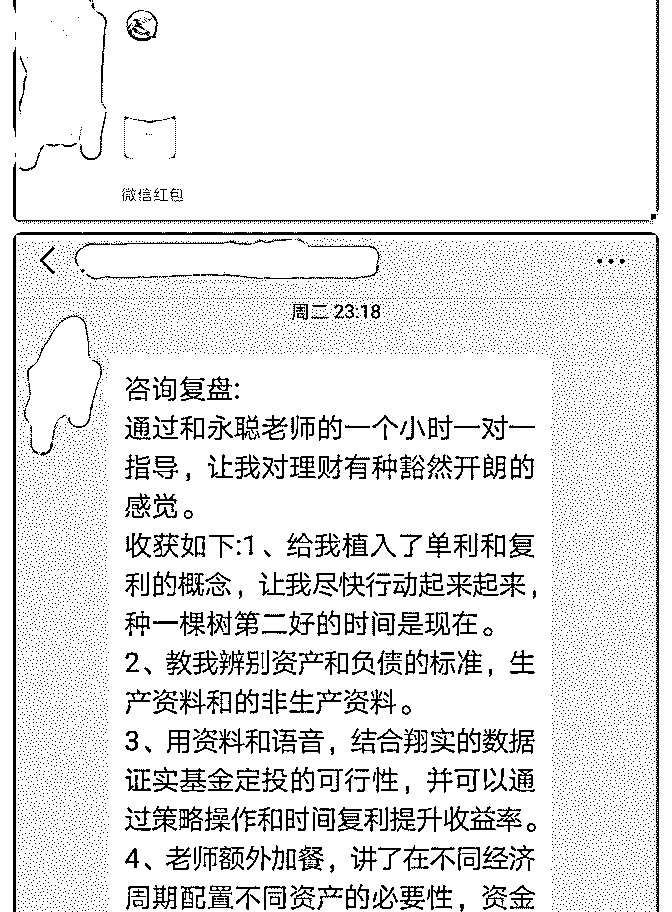 微信红包
周二 23:18
咨询复盘:
通过和永聪老师的一个小时一对一
指导，让我对理财有种豁然开朗的
感觉。
收获如下:1、给我植入了单利和复
利的概念，让我尽快行动起来起来，
种一棵树第二好的时间是现在。
2、教我辨别资产和负债的标准，生
产资料和的非生产资料。
3、用资料和语音，结合翔实的数据
证实基金定投的可行性，并可以通
过策略操作和时间复利提升收益率。
4、老师额外加餐，讲了在不同经济
周期配置不同资产的必要性，资金